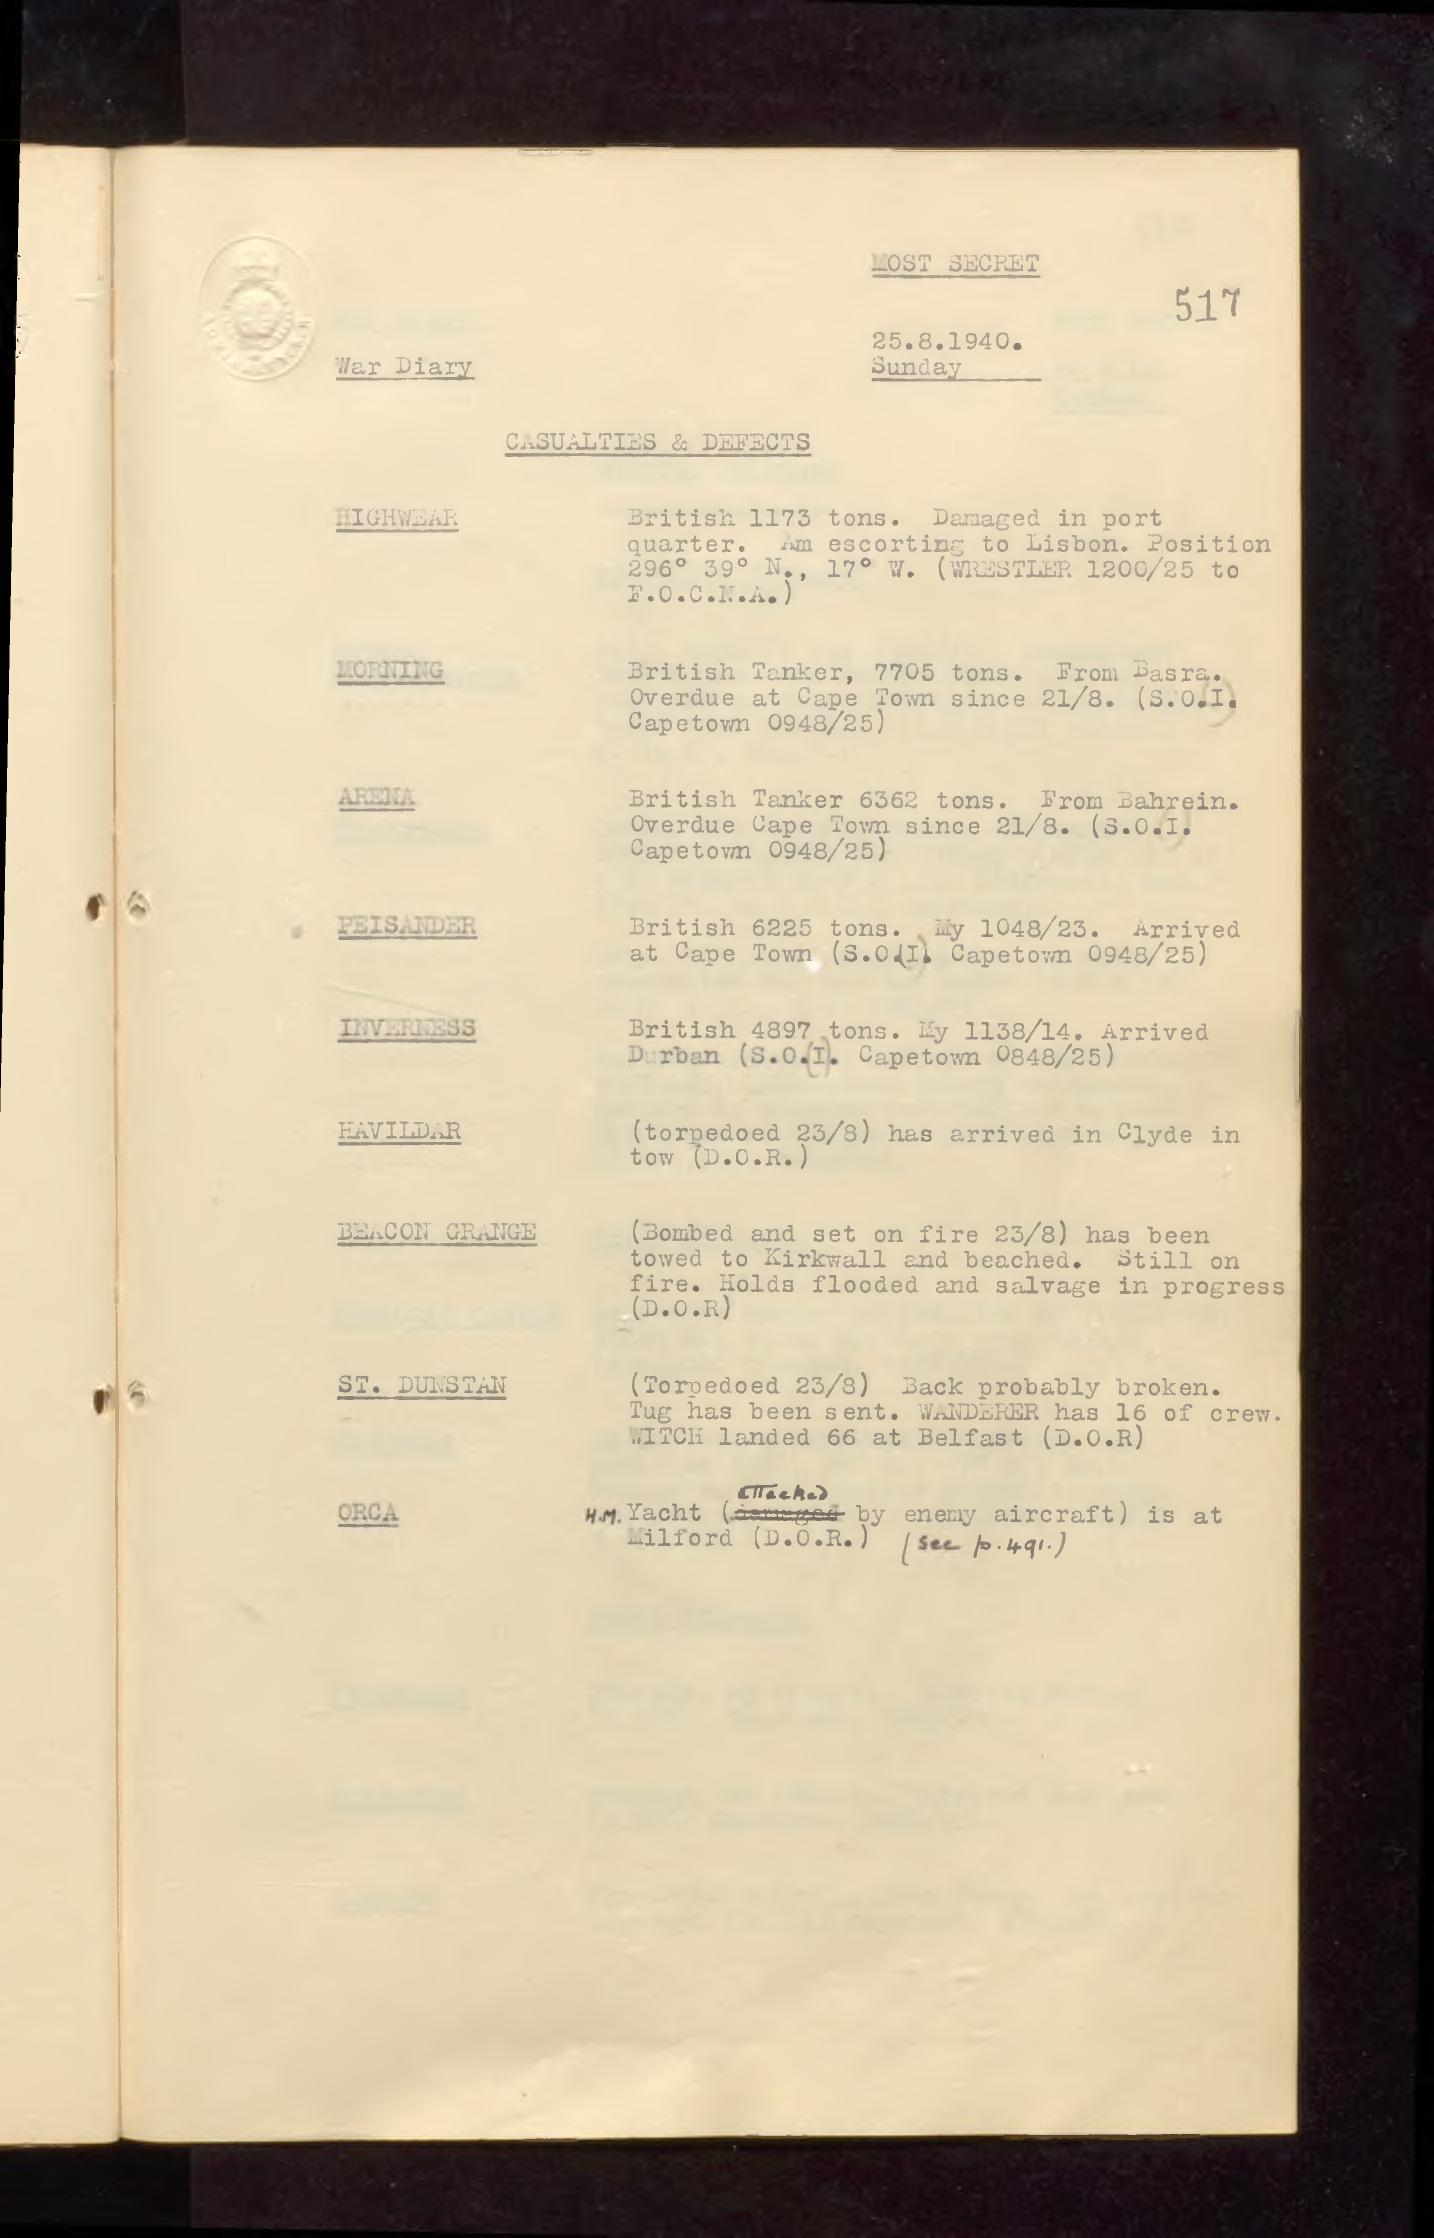 MOST SECRET
517
25.8.1940.
War Diary
Sunday
CASUALTIES & DEFECTS
HIGHWEAR British 1173 tons. Damaged in port
quarter. Am escorting to Lisbon. Position
296° 39° N., 17° W. (WRESTLER 1200/25 to
F.O.C.N.A.)
MORNING British Tanker, 7705 tons. From Basra.
Overdue at Cape Town since 21/8. (S.O.I.
Capetown 0948/25)
ARENA British Tanker 6362 tons. From Bahrein.
Overdue Cape Town since 21/8. (S.O.I.
Capetown 0948/25)
PEISANDER British 6225 tons. My 1048/23. Arrived
at Cape Town (S.O.(I). Capetown 0948/25)
INVERNESS British 4897 tons. My 1138/14. Arrived
Durban (S.O.(I). Capetown 0848/25)
HAVILDAR (torpedoed 23/8) has arrived in Clyde in
tow (D.O.R.)
BEACON GRANGE (Bombed and set on fire 23/8) has been
towed to Kirkwall and beached. Still on
fire. Holds flooded and salvage in progress
(D.O.R)
ST. DUNSTAN (Torpedoed 23/8) Back probably broken.
Tug has been sent. WANDERER has 16 of crew.
WITCH landed 66 at Belfast (D.O.R)
attacked
ORCA H.M. Yacht (damaged by enemy aircraft) is at
Milford (D.O.R.) (see p.491.)